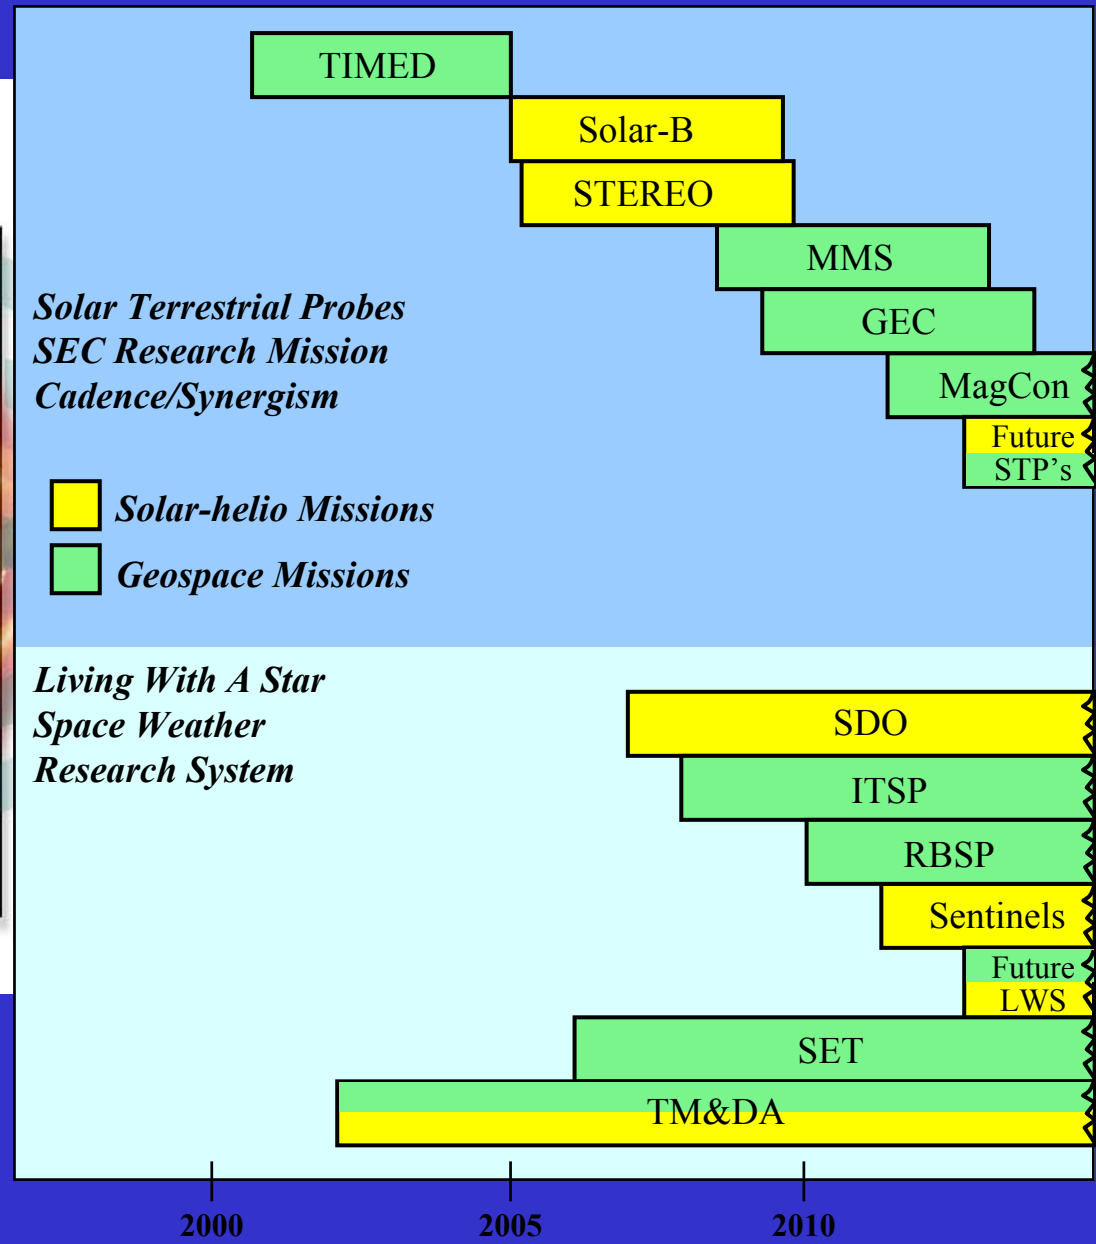 TIMED
Solar-B
STEREO
MMS
GEC
MagCon
Future
STP’s
Solar Terrestrial Probes
SEC Research Mission
Cadence/Synergism
Solar-helio Missions
Geospace Missions
Living With A Star
Space Weather
Research System
SDO
ITSP
RBSP
Sentinels
Future
LWS
SET
TM&DA
2000 2005 2010